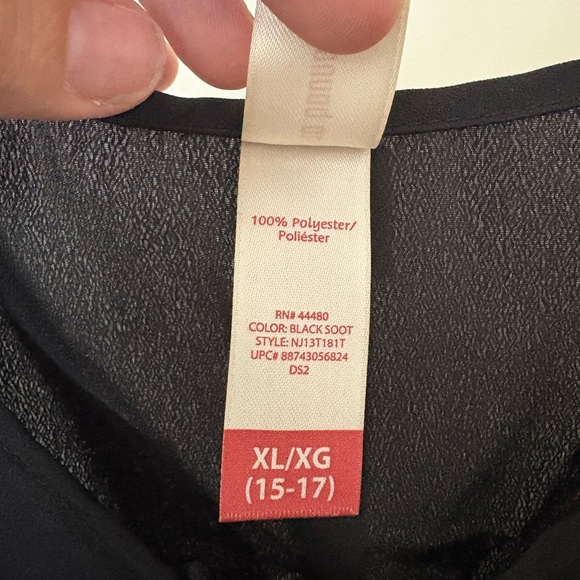 100% Polyester/
Poliéster
RN# 44480
COLOR: BLACK SOOT
STYLE: NJ13T181T
UPC# 88743056824
DS2
XL/XG
(15-17)